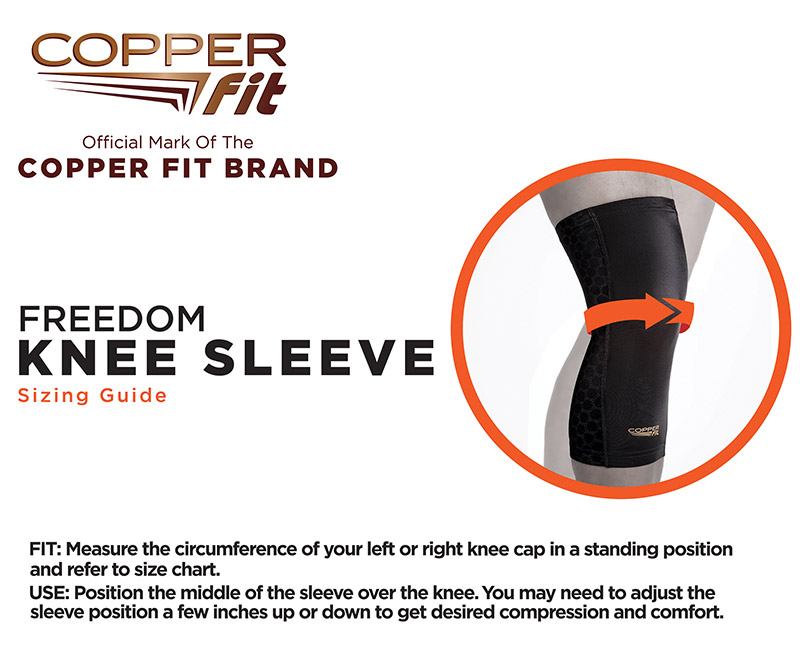 COPPER
Fit
Official Mark Of The
COPPER FIT BRAND
FREEDOM
KNEE SLEEVE
Sizing Guide
COPPER
Fit
FIT: Measure the circumference of your left or right knee cap in a standing position
and refer to size chart.
USE: Position the middle of the sleeve over the knee. You may need to adjust the
sleeve position a few inches up or down to get desired compression and comfort.